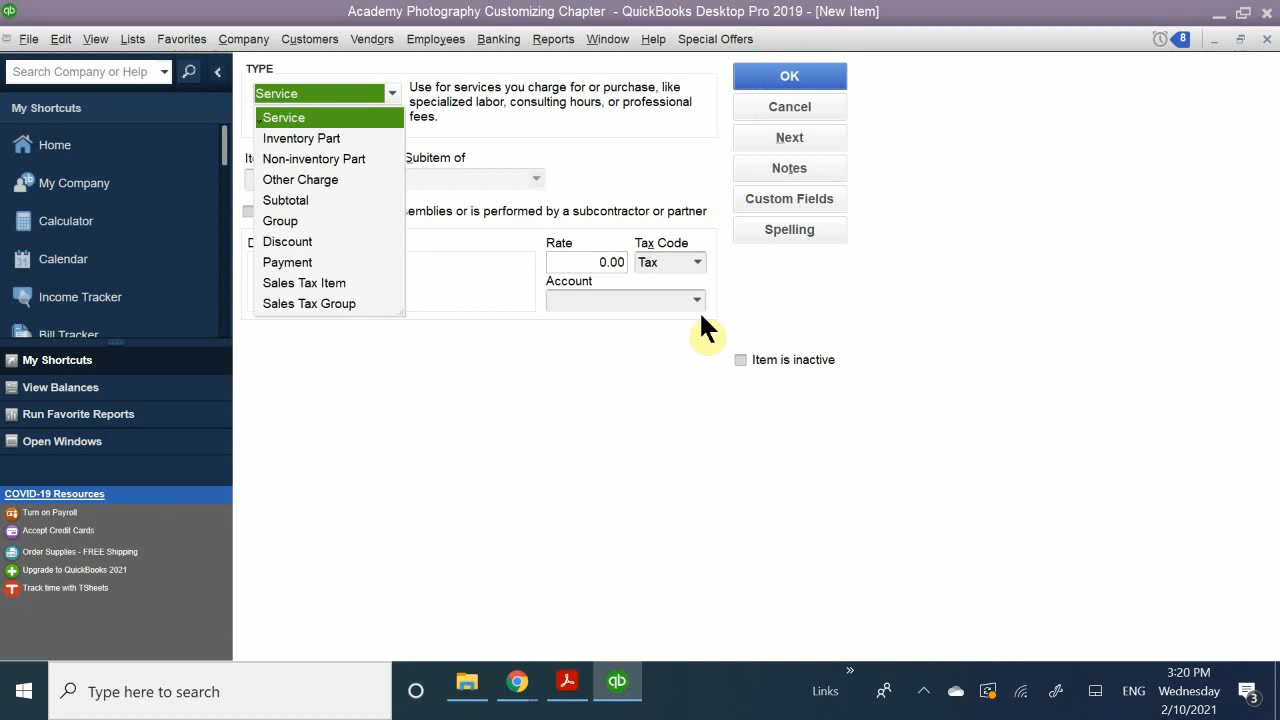 qb
Academy Photography Customizing Chapter - QuickBooks Desktop Pro 2019 - [New Item]
File Edit View Lists Favorites Company Customers Vendors Employees Banking Reports Window Help Special Offers
8
Search Company or Help
My Shortcuts
Home
My Company
Calculator
Calendar
Income Tracker
Bill Tracker
My Shortcuts
View Balances
Run Favorite Reports
Open Windows
COVID-19 Resources
Turn on Payroll
Accept Credit Cards
Order Supplies - FREE Shipping
Upgrade to QuickBooks 2021
Track time with TSheets
TYPE
Service
Use for services you charge for or purchase, like
specialized labor, consulting hours, or professional
fees.
Service
Inventory Part
Non-inventory Part
Other Charge
Subtotal
Group
Discount
Payment
Sales Tax Item
Sales Tax Group
Subitem of
or is performed by a subcontractor or partner
Rate
Tax Code
0.00
Tax
Account
OK
Cancel
Next
Notes
Custom Fields
Spelling
Item is inactive
Type here to search
qb
Links
ENG
3:20 PM
Wednesday
2/10/2021
3